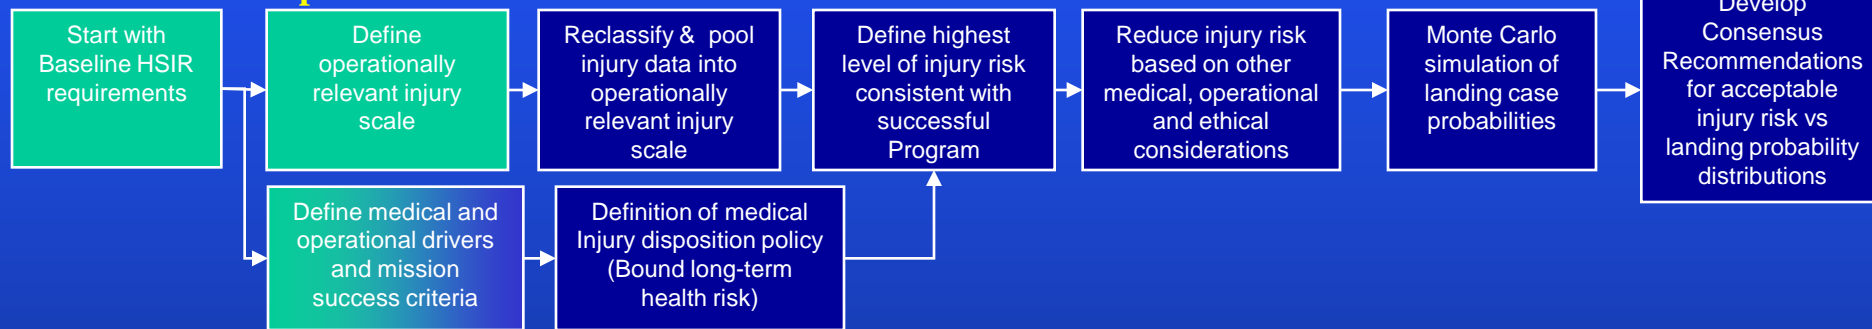 Start with
Baseline HSIR
requirements
Define
operationally
relevant injury
scale
Reclassify & pool
injury data into
operationally
relevant injury
scale
Define highest
level of injury risk
consistent with
successful
Program
Reduce injury risk
based on other
medical, operational
and ethical
considerations
Monte Carlo
simulation of
landing case
probabilities
Develop
Consensus
Recommendations
for acceptable
injury risk vs
landing probability
distributions
Define medical and
operational drivers
and mission
success criteria
Definition of medical
Injury disposition policy
(Bound long-term
health risk)